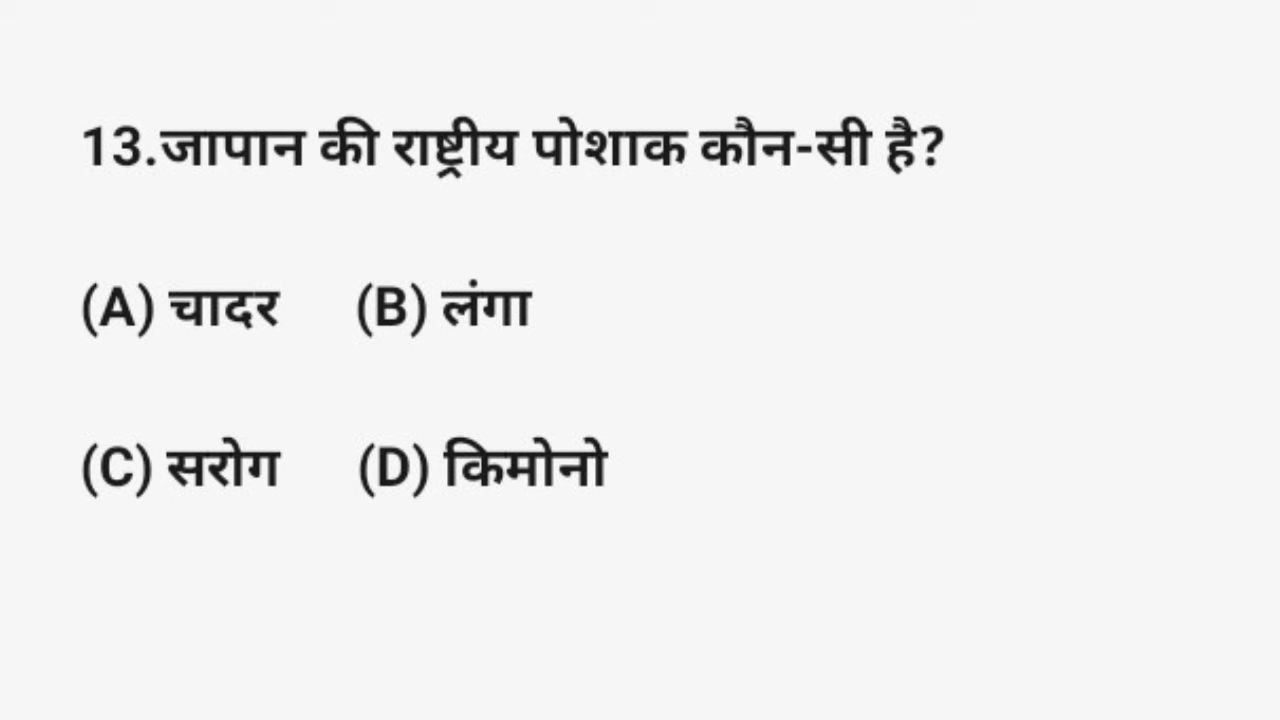 13.जापान की राष्ट्रीय पोशाक कौन-सी है?
(A) चादर (B) लंगा
(C) सरोग (D) किमोनो